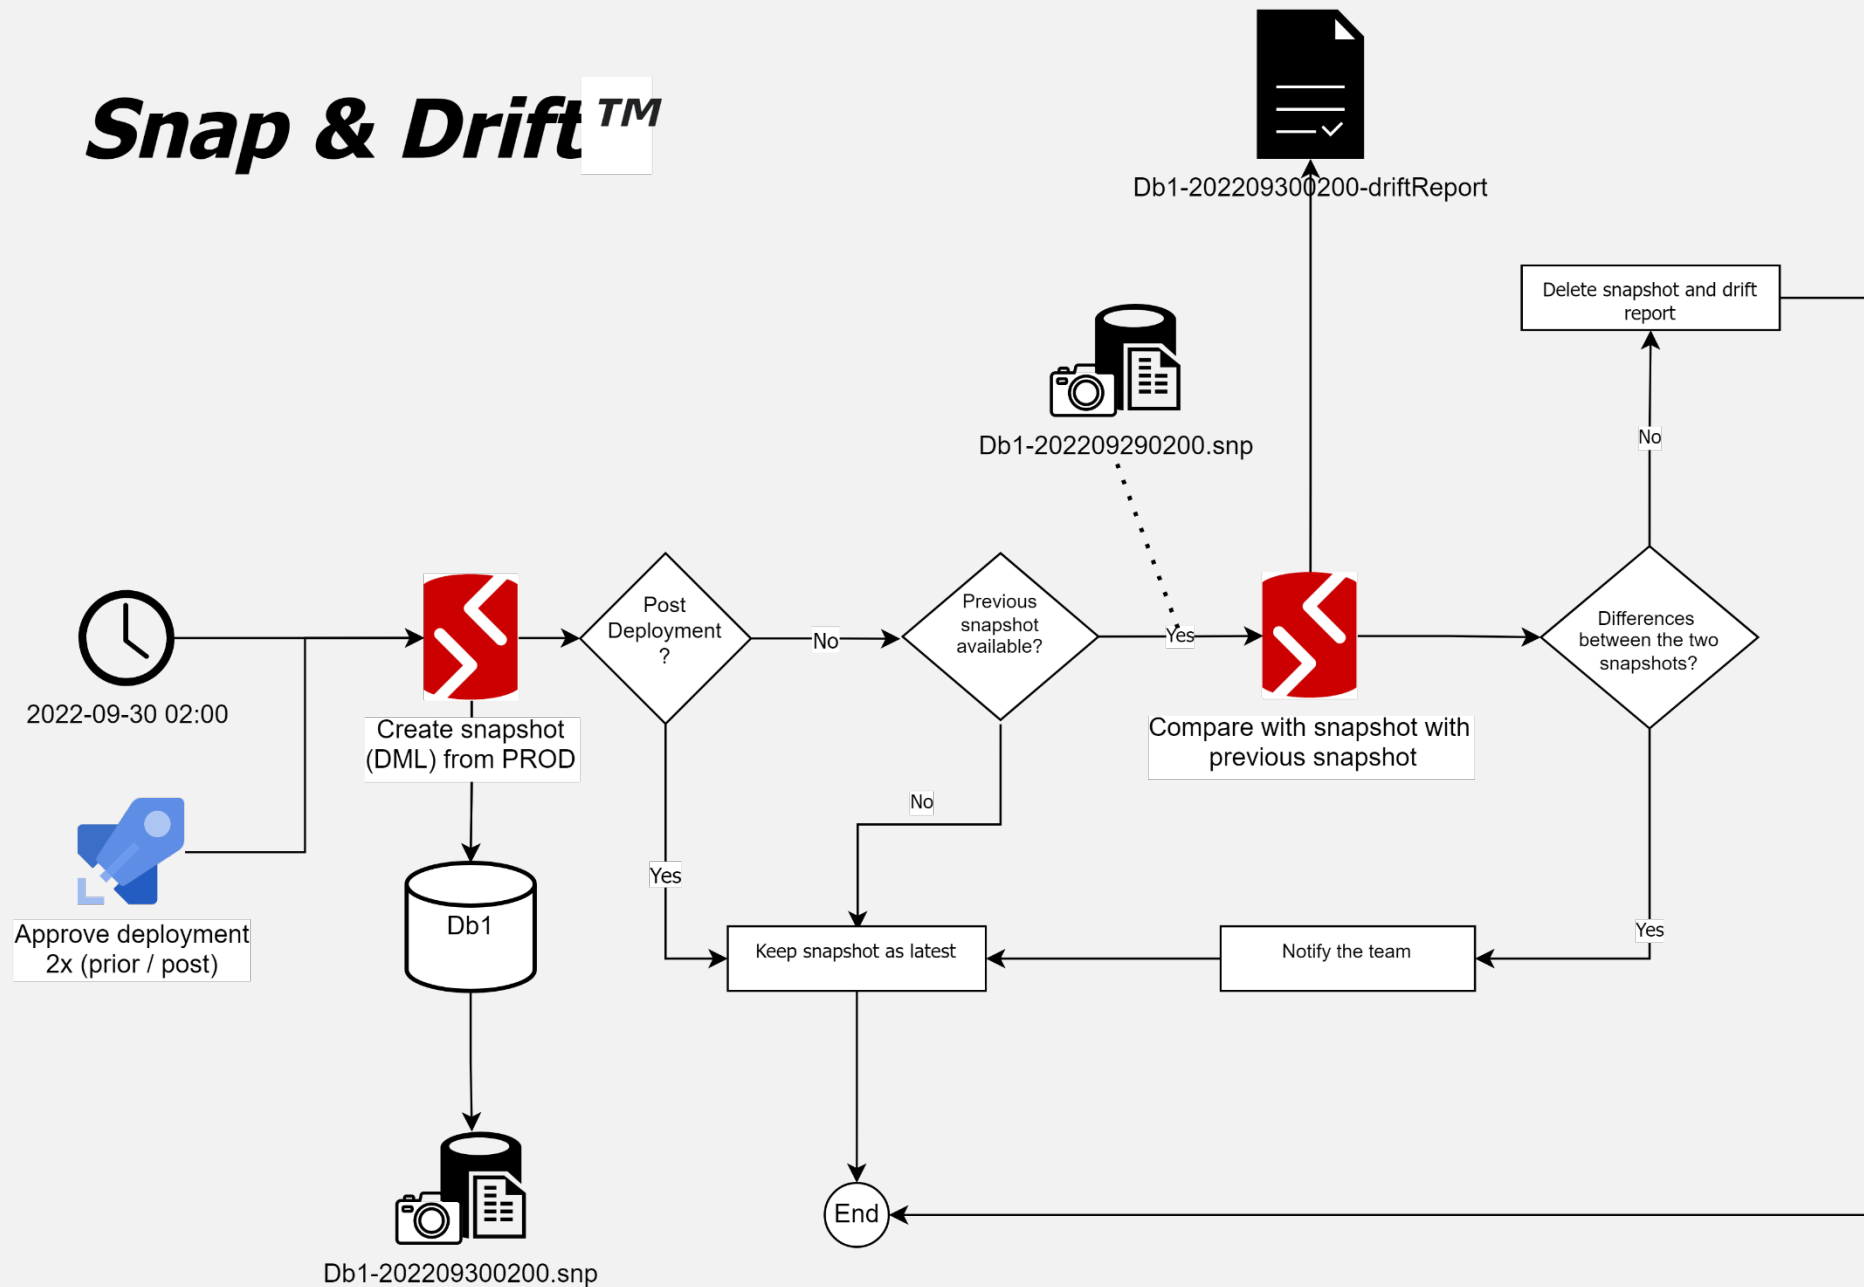 Snap & Drift™
Db1-202209300200-driftReport
Delete snapshot and drift
report
No
Db1-202209290200.snp
2022-09-30 02:00
Create snapshot
(DML) from PROD
Post
Deployment
?
No
Previous
snapshot
available?
Yes
Compare with snapshot with
previous snapshot
Differences
between the two
snapshots?
No
Yes
Yes
Approve deployment
2x (prior / post)
Db1
Keep snapshot as latest
Notify the team
End
Db1-202209300200.snp